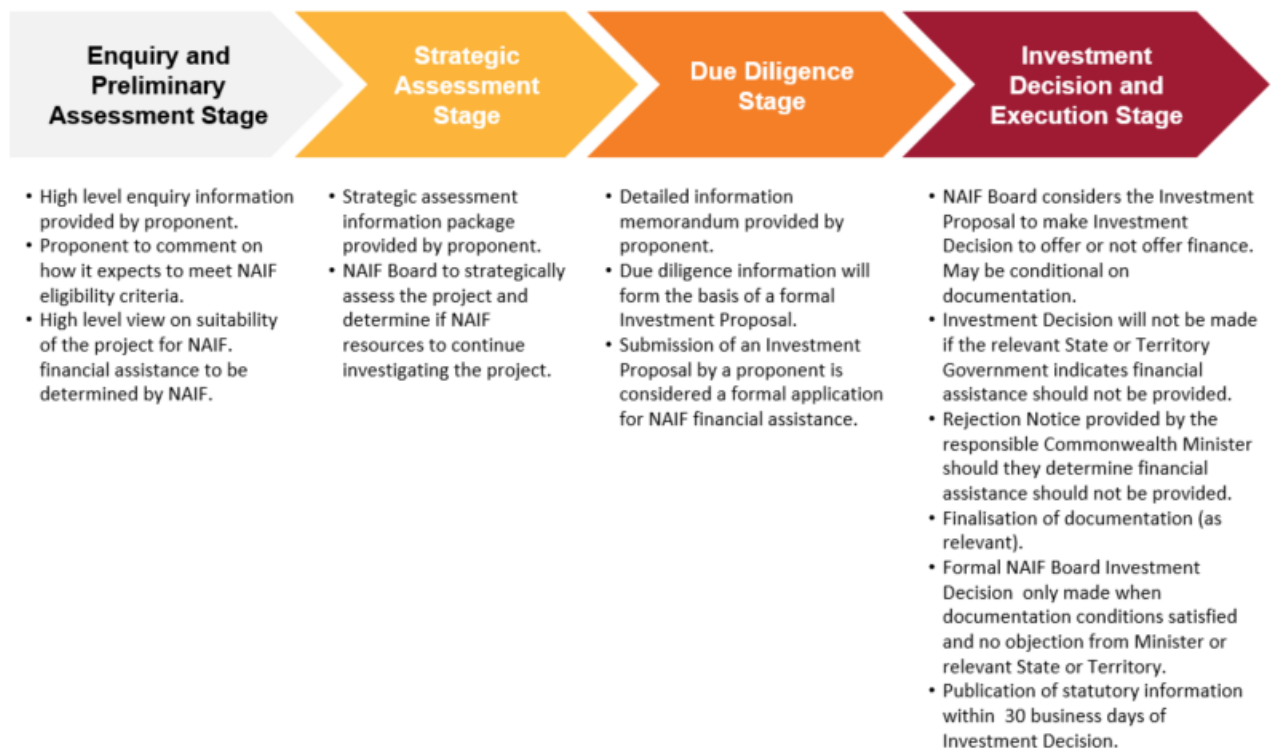 Enquiry and
Preliminary
Assessment Stage
Strategic
Assessment
Stage
Due Diligence
Stage
Investment
Decision and
Execution Stage
• High level enquiry information
provided by proponent.
• Proponent to comment on
how it expects to meet NAIF
eligibility criteria.
• High level view on suitability
of the project for NAIF.
financial assistance to be
determined by NAIF.
• Strategic assessment
information package
provided by proponent.
• NAIF Board to strategically
assess the project and
determine if NAIF
resources to continue
investigating the project.
• Detailed information
memorandum provided by
proponent.
• Due diligence information will
form the basis of a formal
Investment Proposal.
• Submission of an Investment
Proposal by a proponent is
considered a formal application
for NAIF financial assistance.
• NAIF Board considers the Investment
Proposal to make Investment
Decision to offer or not offer finance.
May be conditional on
documentation.
• Investment Decision will not be made
if the relevant State or Territory
Government indicates financial
assistance should not be provided.
• Rejection Notice provided by the
responsible Commonwealth Minister
should they determine financial
assistance should not be provided.
• Finalisation of documentation (as
relevant).
• Formal NAIF Board Investment
Decision only made when
documentation conditions satisfied
and no objection from Minister or
relevant State or Territory.
• Publication of statutory information
within 30 business days of
Investment Decision.